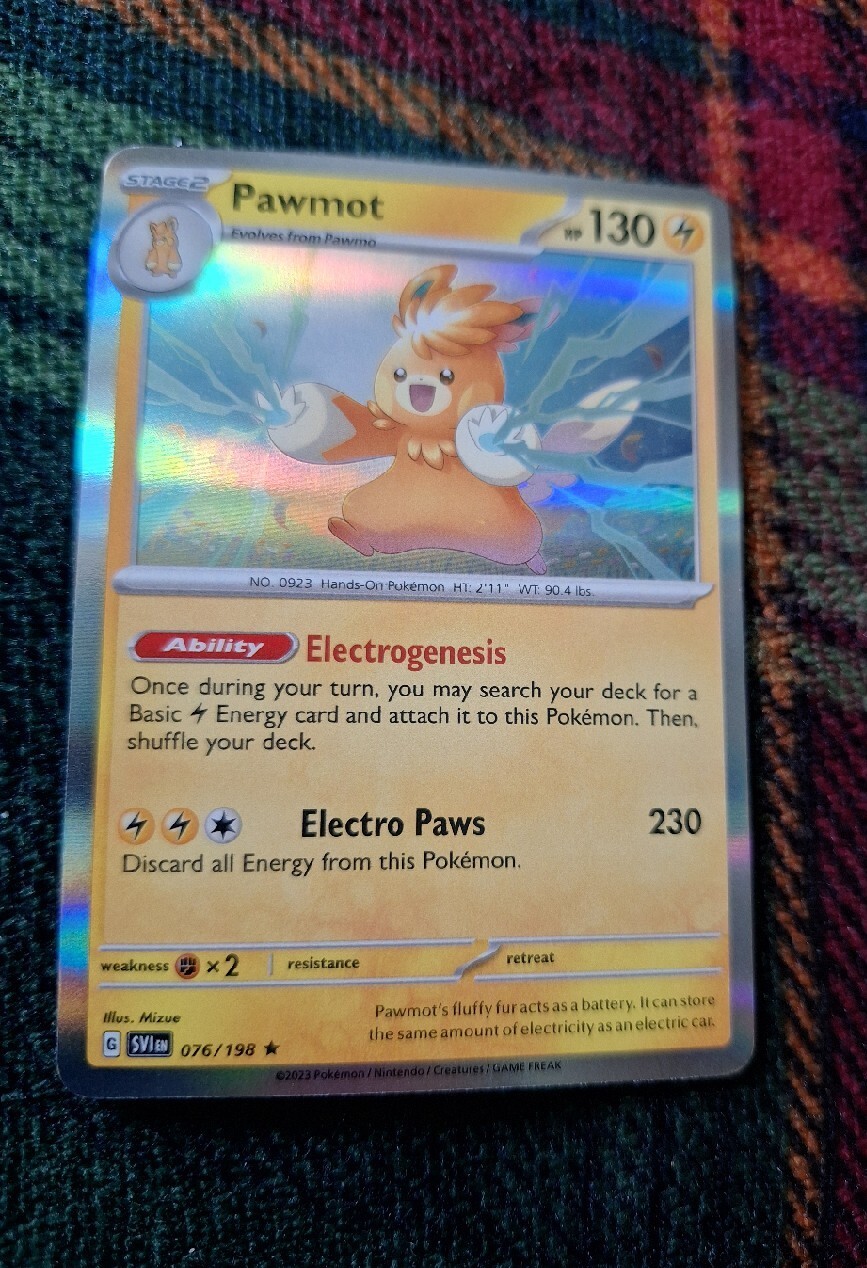 STAGE2 Pawmot HP 130
Evolves from Pawmo
NO. 0923 Hands-On Pokémon HT: 2'11" WT: 90.4 lbs.
Ability Electrogenesis
Once during your turn, you may search your deck for a
Basic Energy card and attach it to this Pokémon. Then,
shuffle your deck.
Electro Paws 230
Discard all Energy from this Pokémon.
weakness ×2 resistance retreat
Illus. Mizue
Pawmot's fluffy fur acts as a battery. It can store
the same amount of electricity as an electric car.
G SVI EN 076/198
©2023 Pokémon / Nintendo / Creatures / GAME FREAK